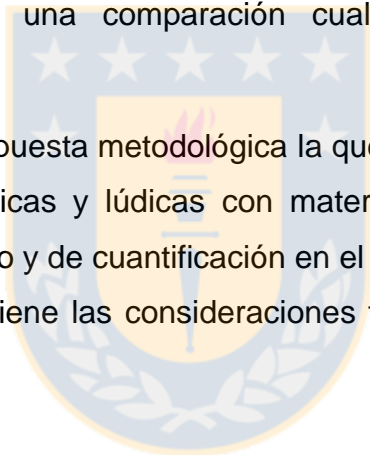 una comparación cual
puesta metodológica la que
icas y lúdicas con mater
o y de cuantificación en el
iene las consideraciones